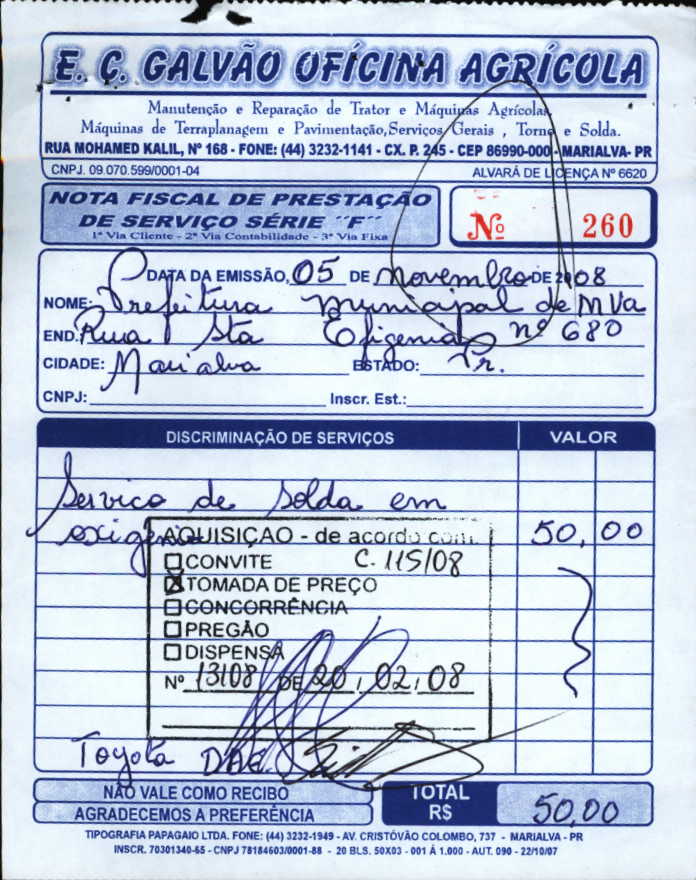 E. C. GALVÃO OFÍCINA AGRÍCOLA
Manutenção e Reparação de Trator e Máquinas Agrícolas
Máquinas de Terraplanagem e Pavimentação,Serviços Gerais , Torno e Solda.
RUA MOHAMED KALIL, Nº 168 - FONE: (44) 3232-1141 - CX. P. 245 - CEP 86990-000 - MARIALVA- PR
CNPJ. 09.070.599/0001-04 ALVARÁ DE LICENÇA Nº 6620
NOTA FISCAL DE PRESTAÇÃO
DE SERVIÇO SÉRIE ´´F´´
1ª Via Cliente - 2ª Via Contabilidade - 3ª Via Fixa
Nº 260
DATA DA EMISSÃO, 05 DE Novembro DE 2008
NOME: Prefeitura Municipal de MVa
END: Rua Sta Efigenia nº 680
CIDADE: Marialva ESTADO: Pr.
CNPJ: Inscr. Est.:
DISCRIMINAÇÃO DE SERVIÇOS VALOR
Servico de solda em
oxigenio 50,00
AQUISIÇAO - de acordo com:
CONVITE C. 115/08
TOMADA DE PREÇO
CONCORRÊNCIA
PREGÃO
DISPENSA
Nº 13108 DE 20, 02, 08
Toyota DAE
NÃO VALE COMO RECIBO
AGRADECEMOS A PREFERÊNCIA
TOTAL
R$ 50,00
TIPOGRAFIA PAPAGAIO LTDA. FONE: (44) 3232-1949 - AV. CRISTÓVÃO COLOMBO, 737 - MARIALVA - PR
INSCR. 70301340-65 - CNPJ 78184603/0001-88 - 20 BLS. 50X03 - 001 Á 1.000 - AUT. 090 - 22/10/07